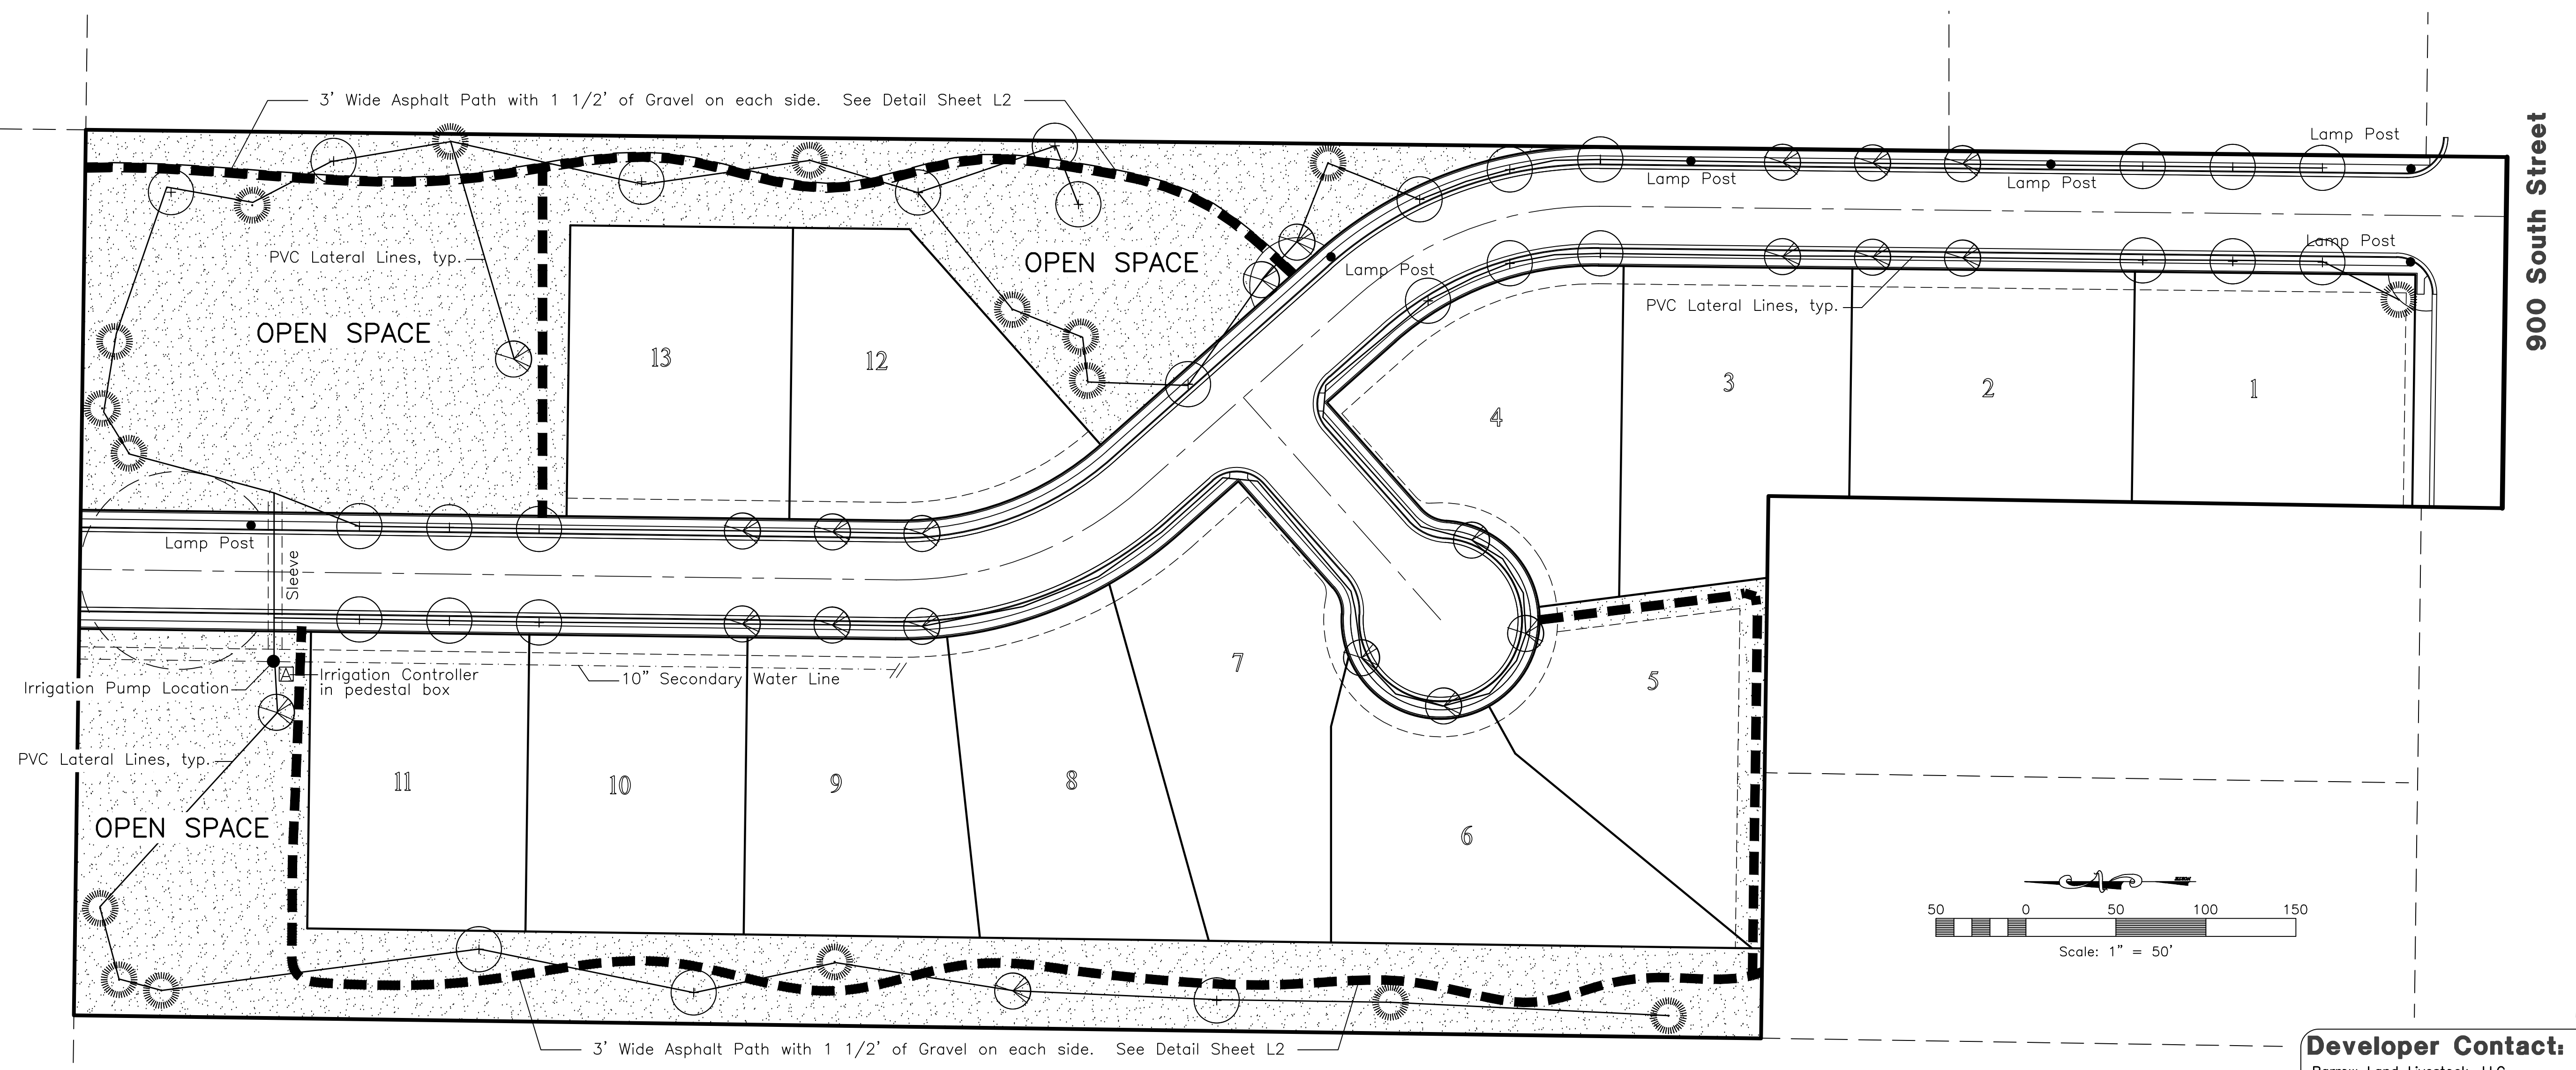 3' Wide Asphalt Path with 1 1/2' of Gravel on each side. See Detail Sheet L2
Lamp Post
900 South Street
Lamp Post
Lamp Post
Lamp Post
PVC Lateral Lines, typ.
OPEN SPACE
Lamp Post
PVC Lateral Lines, typ.
OPEN SPACE
13
12
4
3
2
1
Lamp Post
Sleeve
Irrigation Pump Location
A
Irrigation Controller
in pedestal box
10" Secondary Water Line
7
5
PVC Lateral Lines, typ.
11
10
9
8
6
OPEN SPACE
50
0
50
100
150
Scale: 1" = 50'
3' Wide Asphalt Path with 1 1/2' of Gravel on each side. See Detail Sheet L2
Developer Contact: